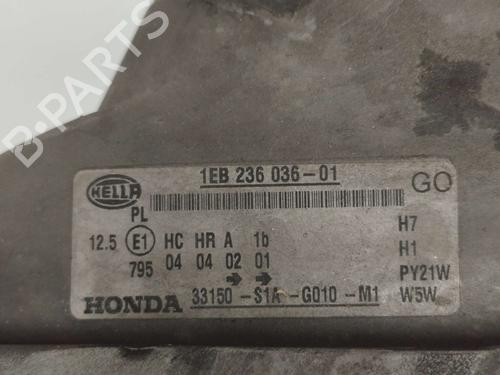 1EB 236 036-01
GO
HELLA
PL
12.5 E1 HC HR A 1b
795 04 04 02 01
H7
H1
PY21W
W5W
HONDA 33150-S1A-G010-M1
B-PARTS
B-PARTS